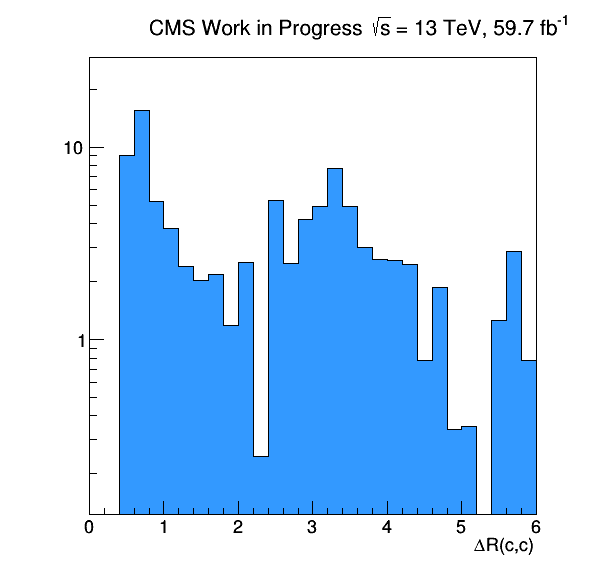 CMS Work in Progress √s = 13 TeV, 59.7 fb⁻¹
10
1
0 1 2 3 4 5 6
ΔR(c,c)